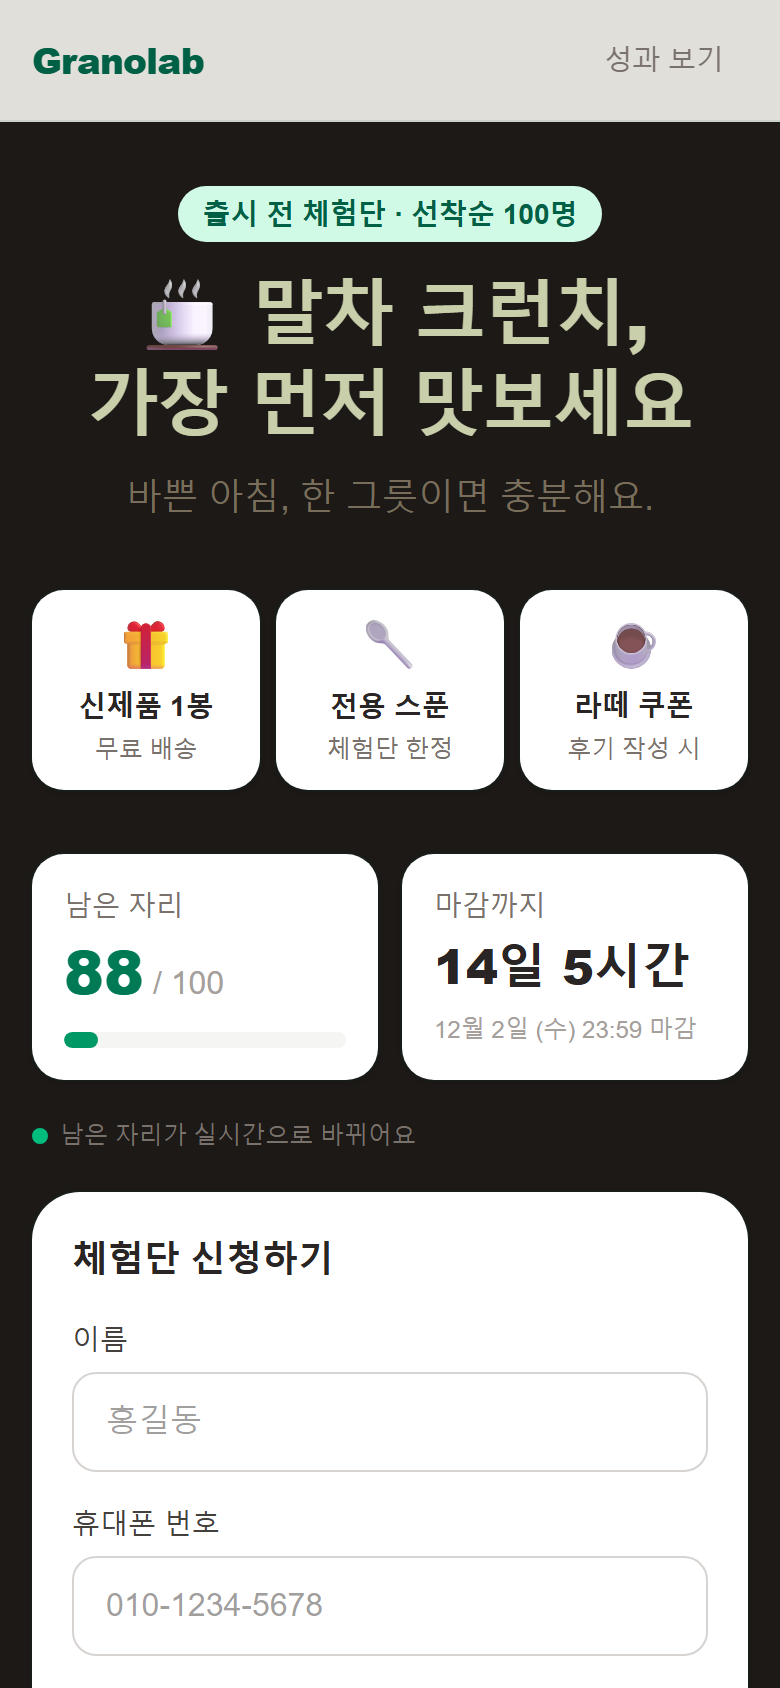 Granolab
성과 보기
출시 전 체험단 · 선착순 100명
말차 크런치,
가장 먼저 맛보세요
바쁜 아침, 한 그릇이면 충분해요.
신제품 1봉
무료 배송
전용 스푼
체험단 한정
라떼 쿠폰
후기 작성 시
남은 자리
88 / 100
마감까지
14일 5시간
12월 2일 (수) 23:59 마감
남은 자리가 실시간으로 바뀌어요
체험단 신청하기
이름
홍길동
휴대폰 번호
010-1234-5678